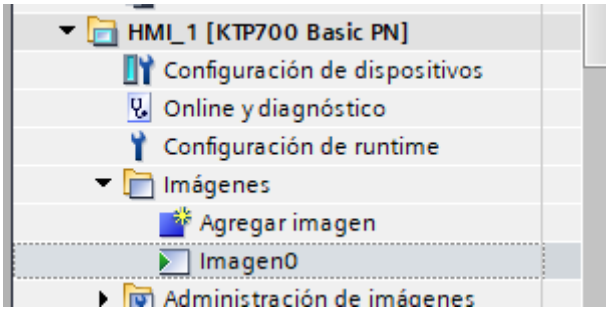 HMI_1 [KTP700 Basic PN]
Configuración de dispositivos
Online y diagnóstico
Configuración de runtime
Imágenes
Agregar imagen
Imagen0
Administración de imágenes